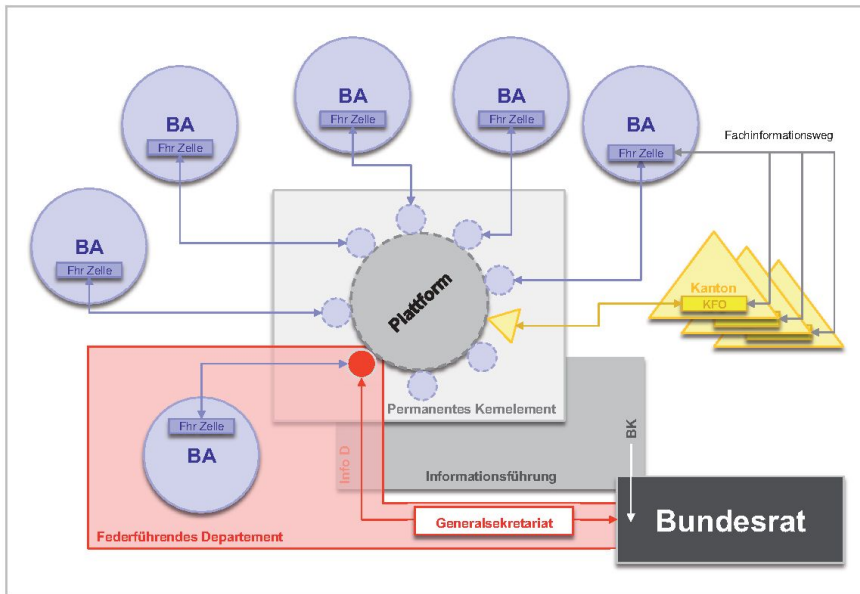 BA
Fhr Zelle
BA
Fhr Zelle
BA
Fhr Zelle
BA
Fhr Zelle
BA
Fhr Zelle
Fachinformationsweg
Plattform
Kanton
KFO
Permanentes Kernelement
Fhr Zelle
BA
Info D
Informationsführung
BK
Generalsekretariat
Bundesrat
Federführendes Departement